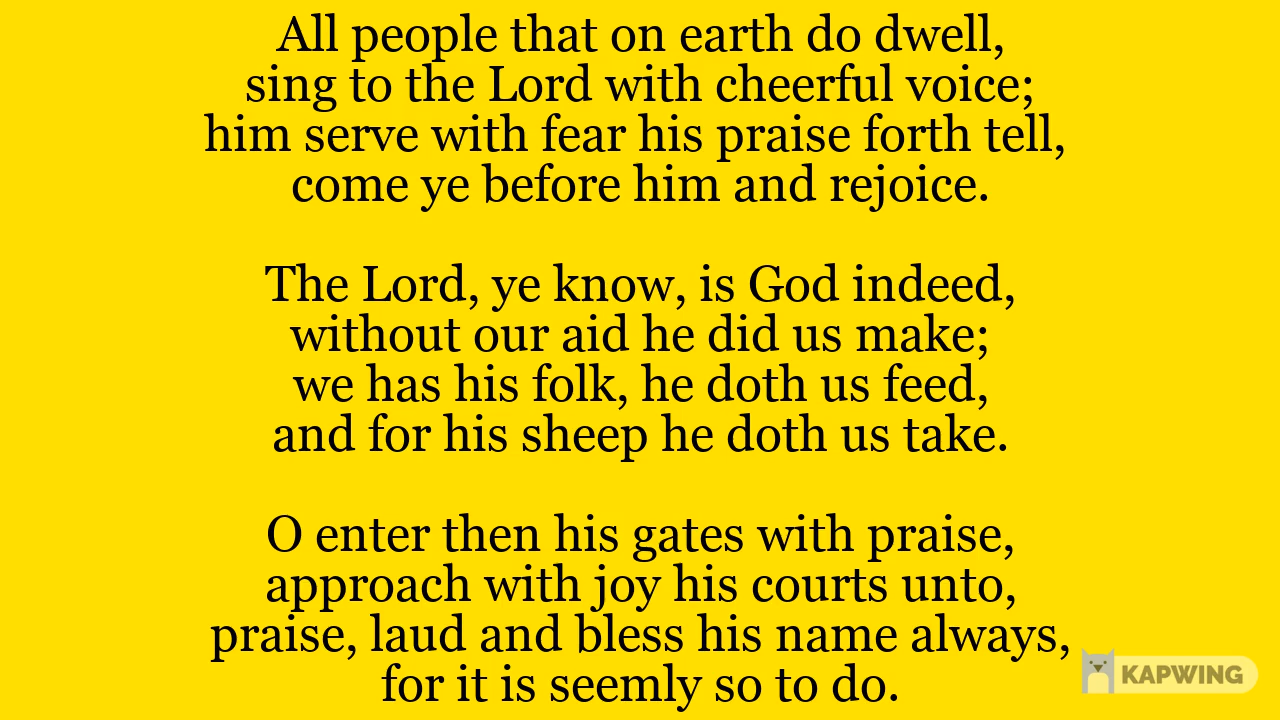 All people that on earth do dwell,
sing to the Lord with cheerful voice;
him serve with fear his praise forth tell,
come ye before him and rejoice.
The Lord, ye know, is God indeed,
without our aid he did us make;
we has his folk, he doth us feed,
and for his sheep he doth us take.
O enter then his gates with praise,
approach with joy his courts unto,
praise, laud and bless his name always,
for it is seemly so to do.
KAPWING